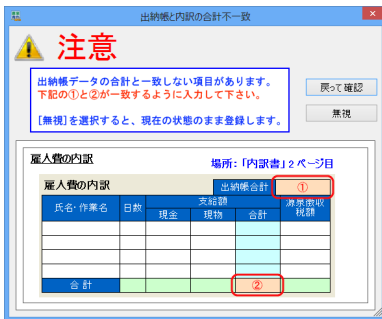 出納帳と内訳の合計不一致
×
注意
出納帳データの合計と一致しない項目があります。
下記の①と②が一致するように入力して下さい。
[無視]を選択すると、現在の状態のまま登録します。
戻って確認
無視
雇人費の内訳
場所：「内訳書」2 ページ目
雇人費の内訳
出納帳合計 ①
氏名・作業名 日数 支給額 源泉徴収税額
現金 現物 合計
合 計 ②